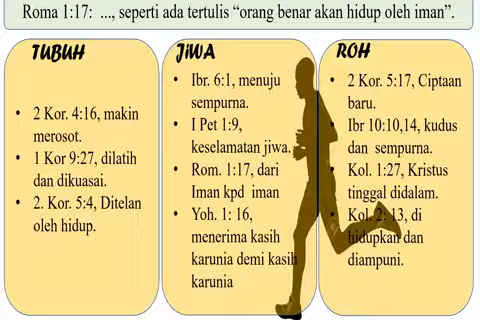 Roma 1:17:  ..., seperti ada tertulis “orang benar akan hidup oleh iman”.
TUBUH
• 2 Kor. 4:16, makin
merosot.
• 1 Kor 9:27, dilatih
dan dikuasai.
• 2. Kor. 5:4, Ditelan
oleh hidup.
JIWA
• Ibr. 6:1, menuju
sempurna.
• I Pet 1:9,
keselamatan jiwa.
• Rom. 1:17, dari
Iman kpd  iman
• Yoh. 1: 16,
menerima kasih
karunia demi kasih
karunia
ROH
• 2 Kor. 5:17, Ciptaan
baru.
• Ibr 10:10,14, kudus
dan  sempurna.
• Kol. 1:27, Kristus
tinggal didalam.
• Kol. 2: 13, di
hidupkan dan
diampuni.